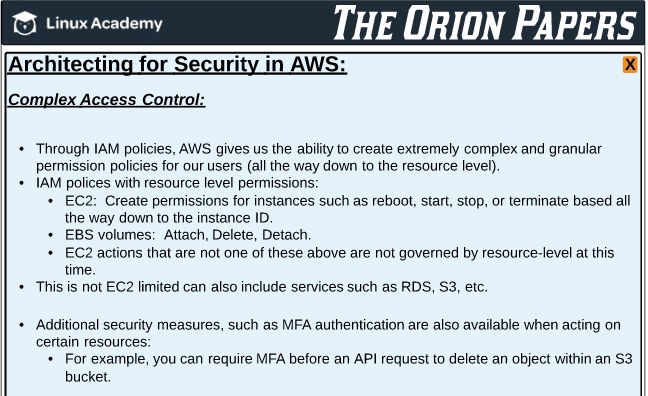 Linux Academy
THE ORION PAPERS
Architecting for Security in AWS:
X
Complex Access Control:
• Through IAM policies, AWS gives us the ability to create extremely complex and granular
permission policies for our users (all the way down to the resource level).
• IAM polices with resource level permissions:
• EC2: Create permissions for instances such as reboot, start, stop, or terminate based all
the way down to the instance ID.
• EBS volumes: Attach, Delete, Detach.
• EC2 actions that are not one of these above are not governed by resource-level at this
time.
• This is not EC2 limited can also include services such as RDS, S3, etc.
• Additional security measures, such as MFA authentication are also available when acting on
certain resources:
• For example, you can require MFA before an API request to delete an object within an S3
bucket.